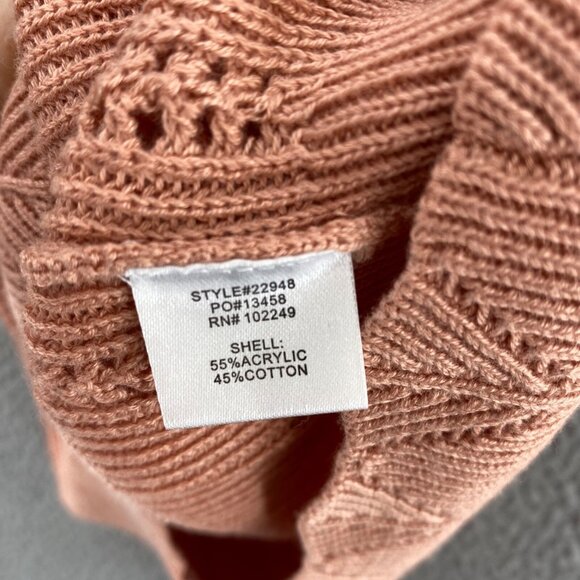 STYLE#22948
PO#13458
RN# 102249
SHELL:
55%ACRYLIC
45%COTTON